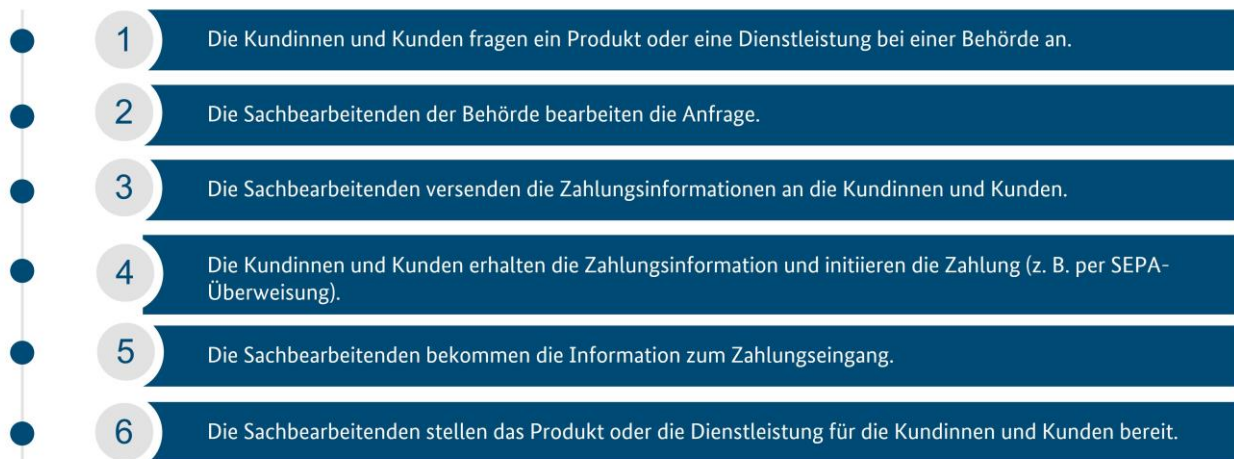 1 Die Kundinnen und Kunden fragen ein Produkt oder eine Dienstleistung bei einer Behörde an.
2 Die Sachbearbeitenden der Behörde bearbeiten die Anfrage.
3 Die Sachbearbeitenden versenden die Zahlungsinformationen an die Kundinnen und Kunden.
4 Die Kundinnen und Kunden erhalten die Zahlungsinformation und initiieren die Zahlung (z. B. per SEPA-
Überweisung).
5 Die Sachbearbeitenden bekommen die Information zum Zahlungseingang.
6 Die Sachbearbeitenden stellen das Produkt oder die Dienstleistung für die Kundinnen und Kunden bereit.